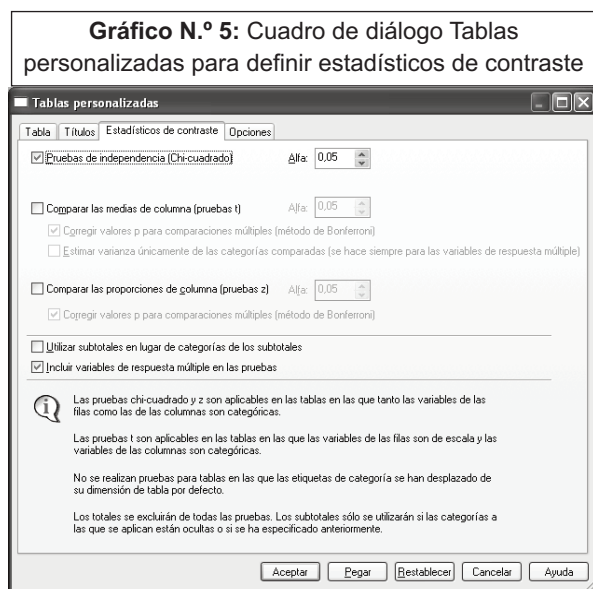 Gráfico N.º 5: Cuadro de diálogo Tablas
personalizadas para definir estadísticos de contraste
Tablas personalizadas
Tabla Títulos Estadísticos de contraste Opciones
Pruebas de independencia (Chi-cuadrado) Alfa: 0,05
Comparar las medias de columna (pruebas t) Alfa: 0,05
Corregir valores p para comparaciones múltiples (método de Bonferroni)
Estimar varianza únicamente de las categorías comparadas (se hace siempre para las variables de respuesta múltiple)
Comparar las proporciones de columna (pruebas z) Alfa: 0,05
Corregir valores p para comparaciones múltiples (método de Bonferroni)
Utilizar subtotales en lugar de categorías de los subtotales
Incluir variables de respuesta múltiple en las pruebas
Las pruebas chi-cuadrado y z son aplicables en las tablas en las que tanto las variables de las
filas como las de las columnas son categóricas.
Las pruebas t son aplicables en las tablas en las que las variables de las filas son de escala y las
variables de las columnas son categóricas.
No se realizan pruebas para tablas en las que las etiquetas de categoría se han desplazado de
su dimensión de tabla por defecto.
Los totales se excluirán de todas las pruebas. Los subtotales sólo se utilizarán si las categorías a
las que se aplican están ocultas o si se ha especificado anteriormente.
Aceptar Pegar Restablecer Cancelar Ayuda